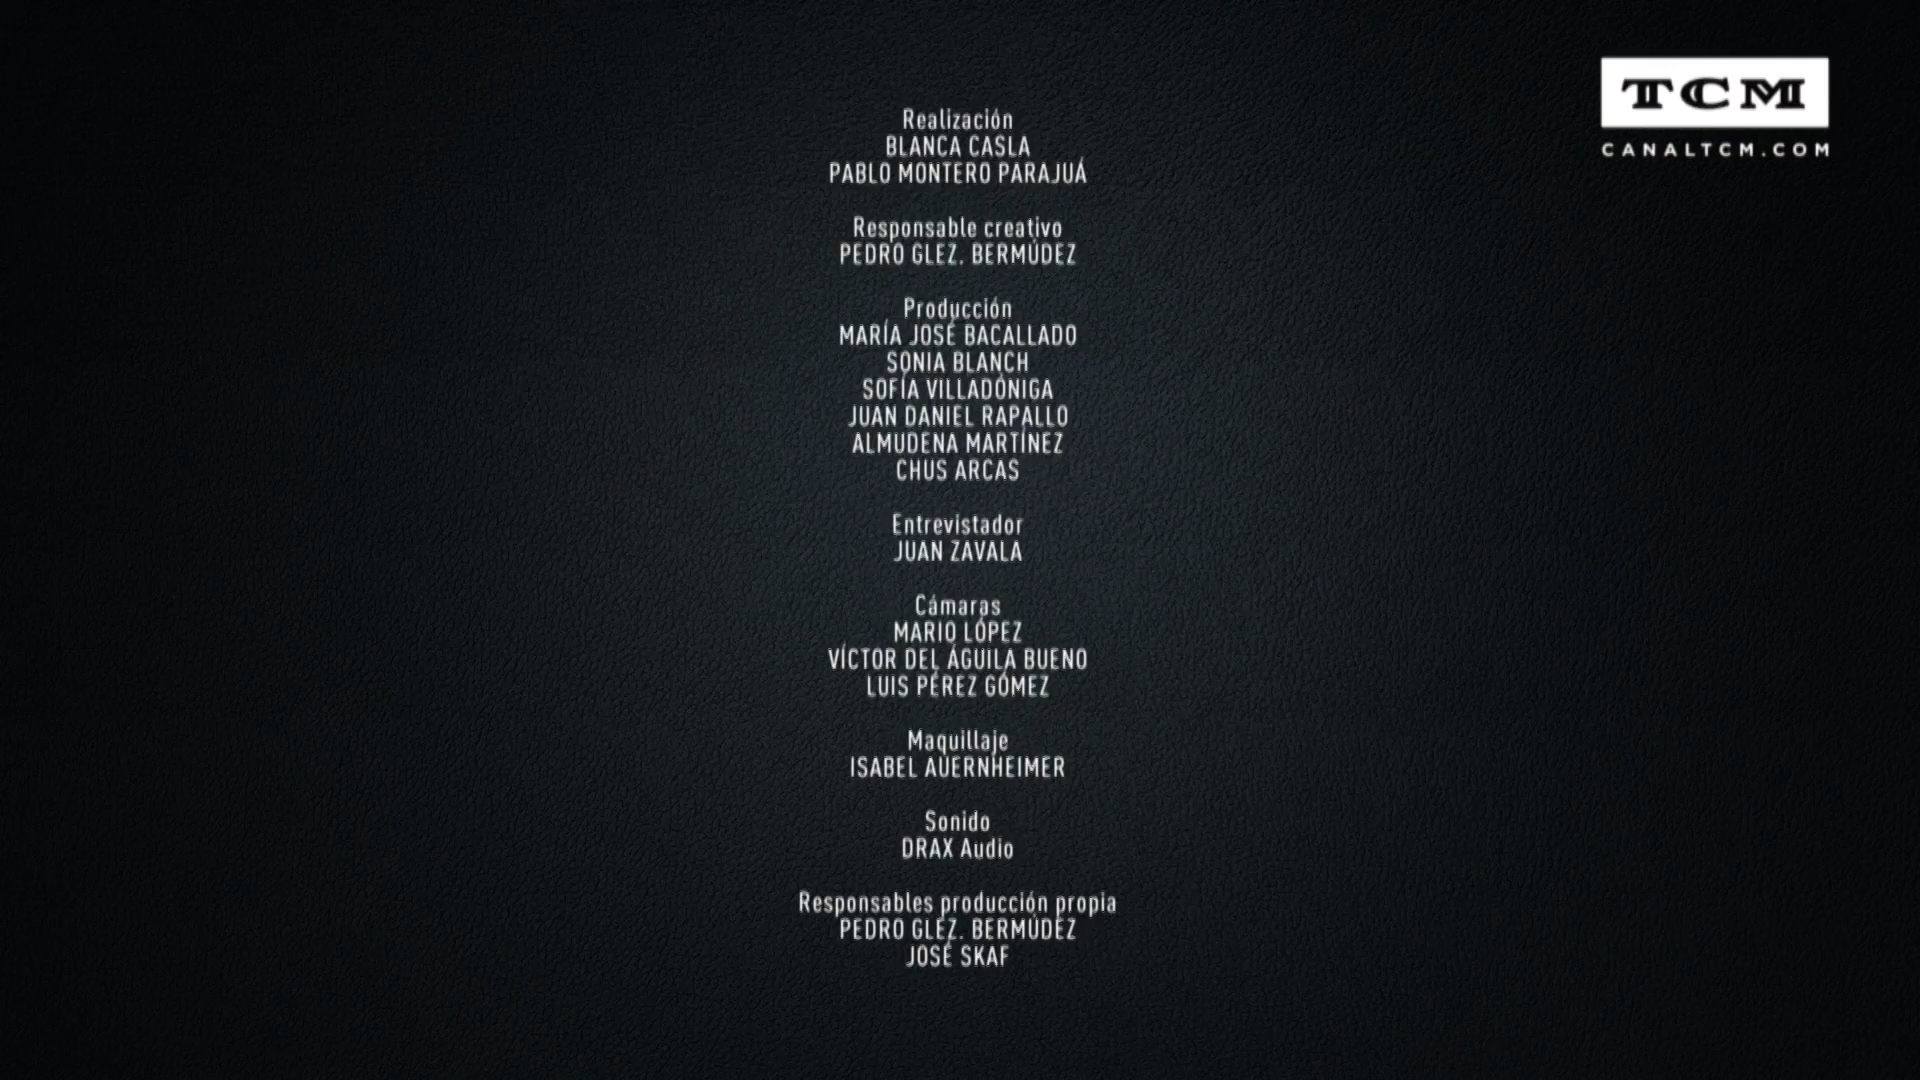 TCM
CANALTCM.COM
Realización
BLANCA CASLA
PABLO MONTERO PARAJUÁ
Responsable creativo
PEDRO GLEZ. BERMÚDEZ
Producción
MARÍA JOSÉ BACALLADO
SONIA BLANCH
SOFÍA VILLADÓNIGA
JUAN DANIEL RAPALLO
ALMUDENA MARTÍNEZ
CHUS ARCAS
Entrevistador
JUAN ZAVALA
Cámaras
MARIO LÓPEZ
VÍCTOR DEL ÁGUILA BUENO
LUIS PÉREZ GÓMEZ
Maquillaje
ISABEL AUERNHEIMER
Sonido
DRAX Audio
Responsables producción propia
PEDRO GLEZ. BERMÚDEZ
JOSÉ SKAF